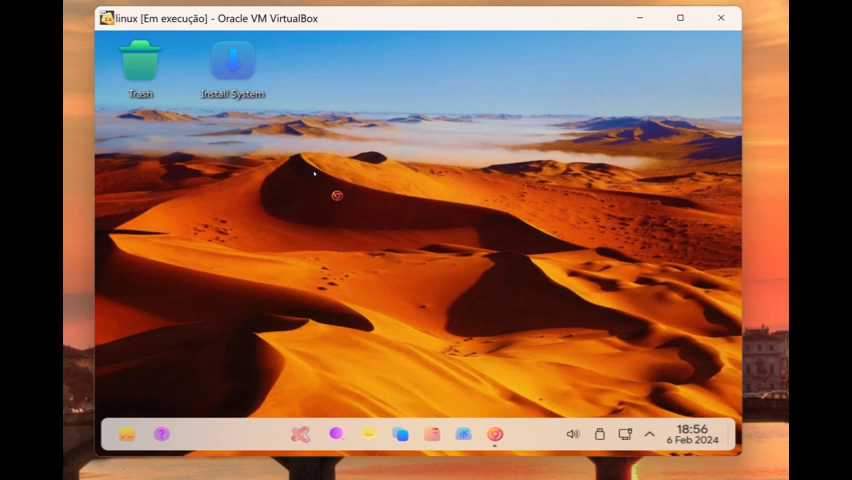 linux [Em execução] - Oracle VM VirtualBox
Trash
Install System
?
18:56
6 Feb 2024